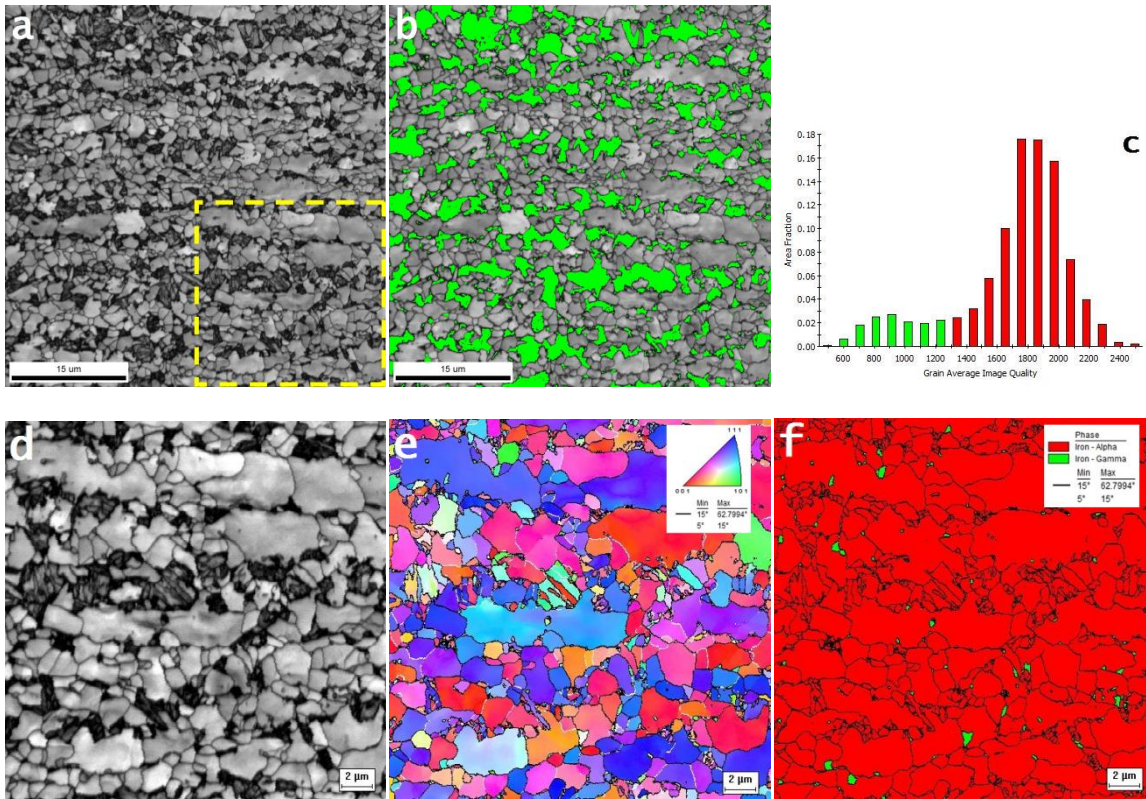 a
15 um
b
15 um
c
0.18
0.16
0.14
0.12
0.10
0.08
0.06
0.04
0.02
0.00
Area Fraction
600 800 1000 1200 1400 1600 1800 2000 2200 2400
Grain Average Image Quality
d
2 µm
e
111
001 101
Min Max
15° 62.7994°
5° 15°
2 µm
f
Phase
Iron - Alpha
Iron - Gamma
Min Max
15° 62.7994°
5° 15°
2 µm